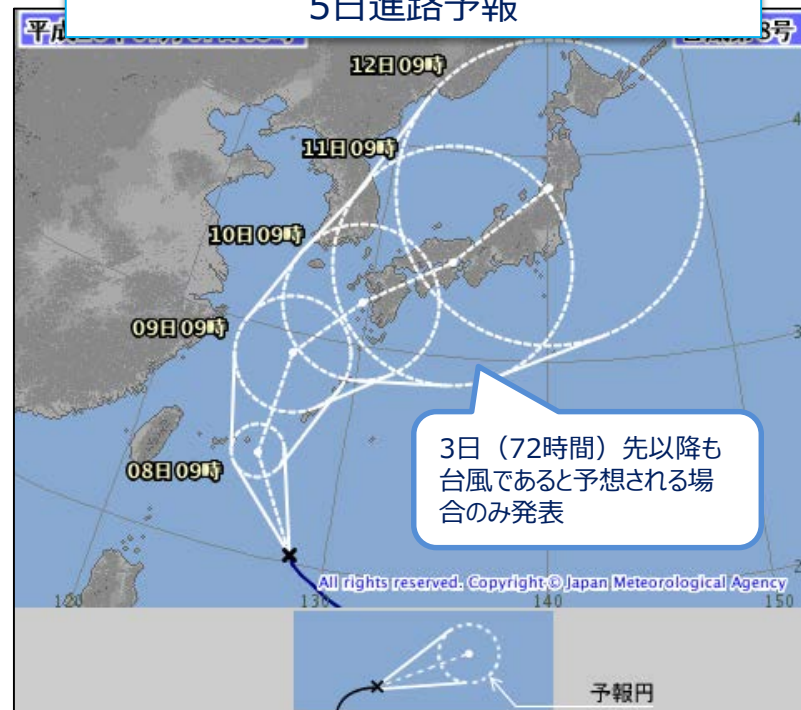 5日進路予報
平成
8号
12日09時
11日09時
10日09時
09日09時
08日09時
3日（72時間）先以降も
台風であると予想される場
合のみ発表
All rights reserved. Copyright © Japan Meteorological Agency
120
130
140
150
予報円